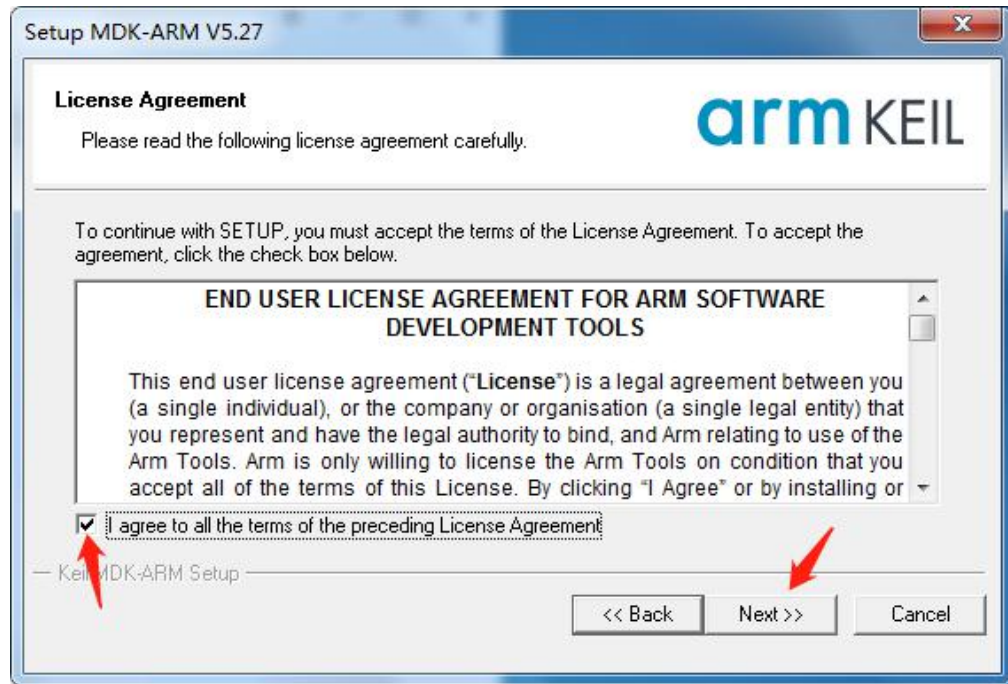 Setup MDK-ARM V5.27
License Agreement
Please read the following license agreement carefully.
arm KEIL
To continue with SETUP, you must accept the terms of the License Agreement. To accept the
agreement, click the check box below.
END USER LICENSE AGREEMENT FOR ARM SOFTWARE
DEVELOPMENT TOOLS
This end user license agreement (“License”) is a legal agreement between you
(a single individual), or the company or organisation (a single legal entity) that
you represent and have the legal authority to bind, and Arm relating to use of the
Arm Tools. Arm is only willing to license the Arm Tools on condition that you
accept all of the terms of this License. By clicking “I Agree” or by installing or
I agree to all the terms of the preceding License Agreement
Keil MDK-ARM Setup
<< Back
Next >>
Cancel